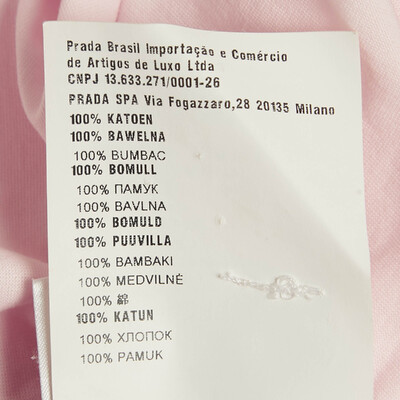 Prada Brasil Importação e Comércio
de Artigos de Luxo Ltda
CNPJ 13.633.271/0001-26
PRADA SPA Via Fogazzaro,28 20135 Milano
100% KATOEN
100% BAWELNA
100% BUMBAC
100% BOMULL
100% ПАМУК
100% BAVLNA
100% BOMULD
100% PUUVILLA
100% BAMBAKI
100% MEDVILNĖ
100% 綿
100% KATUN
100% ХЛОПОК
100% PAMUK